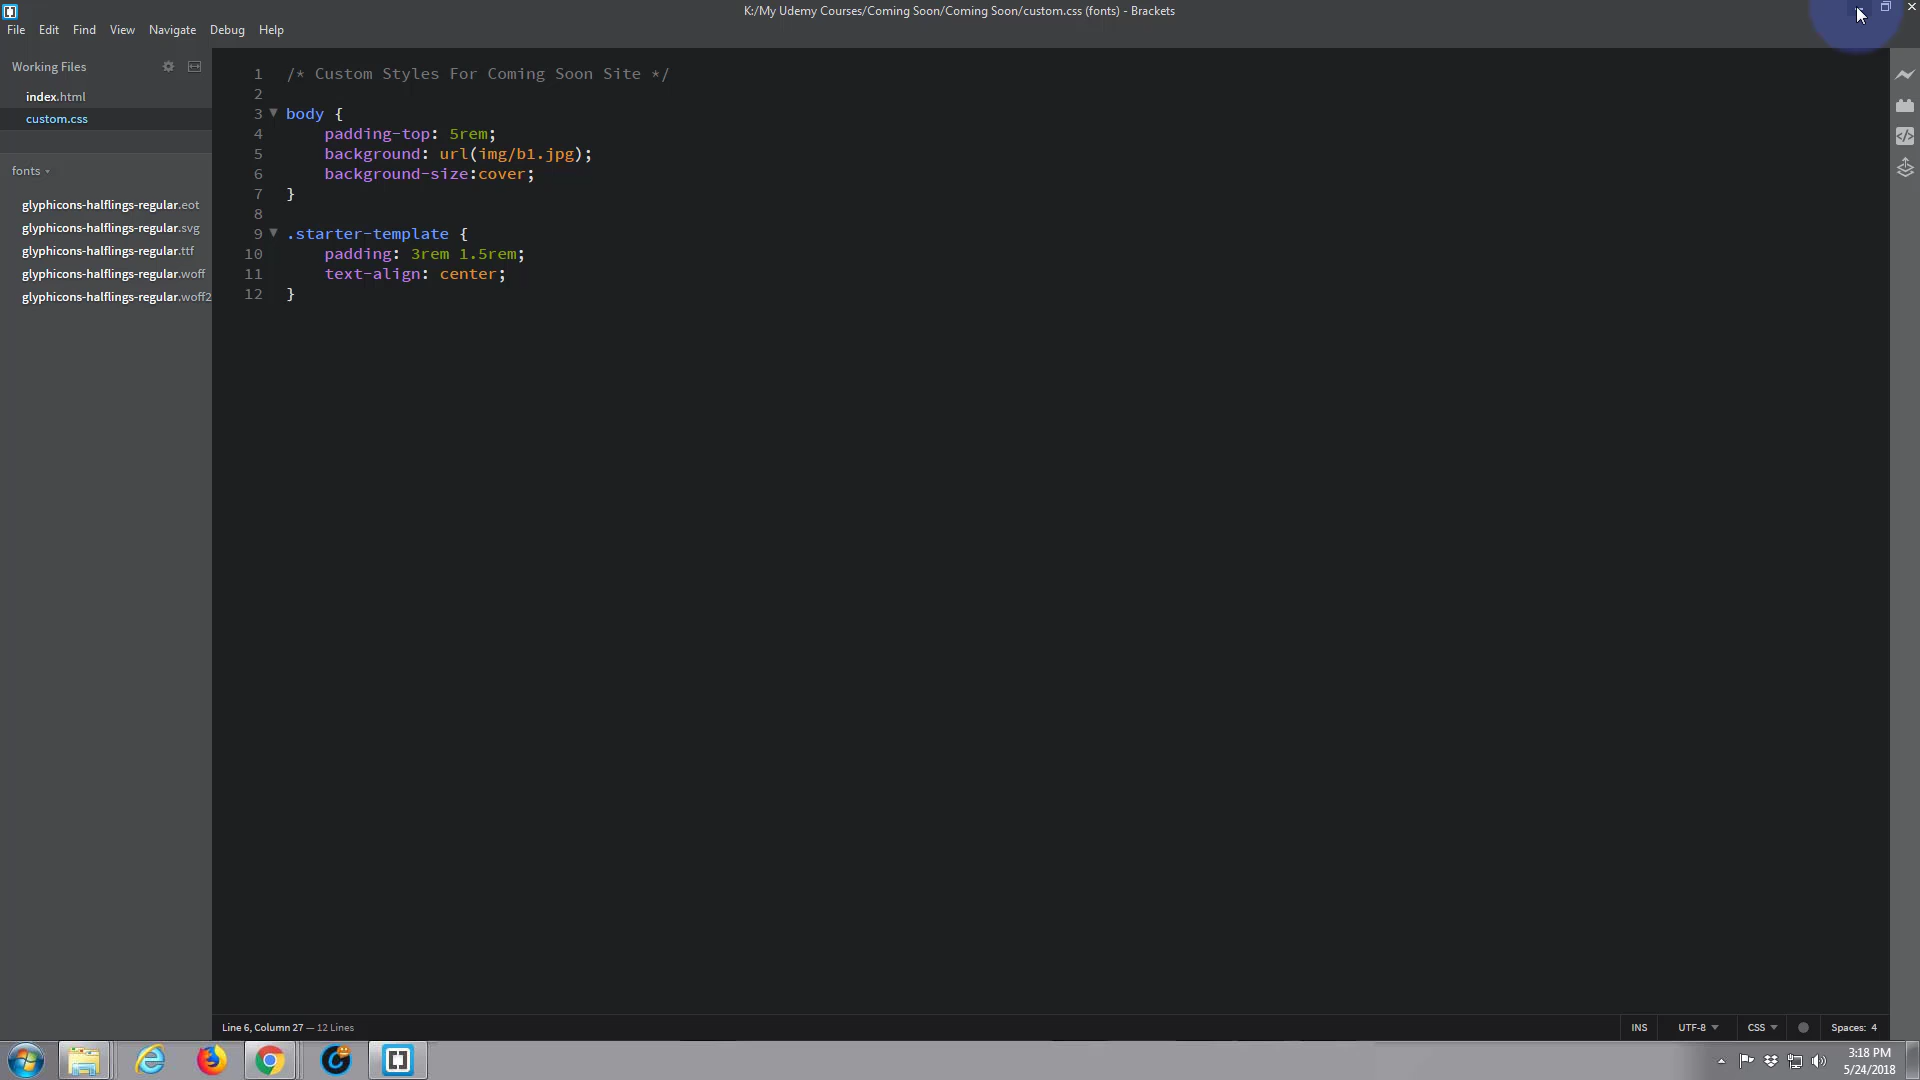 K:/My Udemy Courses/Coming Soon/Coming Soon/custom.css (fonts) - Brackets
File Edit Find View Navigate Debug Help
Working Files
index.html
custom.css
fonts
glyphicons-halflings-regular.eot
glyphicons-halflings-regular.svg
glyphicons-halflings-regular.ttf
glyphicons-halflings-regular.woff
glyphicons-halflings-regular.woff2
1 /* Custom Styles For Coming Soon Site */
2
3 body {
4 padding-top: 5rem;
5 background: url(img/b1.jpg);
6 background-size:cover;
7 }
8
9 .starter-template {
10 padding: 3rem 1.5rem;
11 text-align: center;
12 }
Line 6, Column 27 — 12 Lines
INS UTF-8 CSS Spaces: 4
3:18 PM
5/24/2018